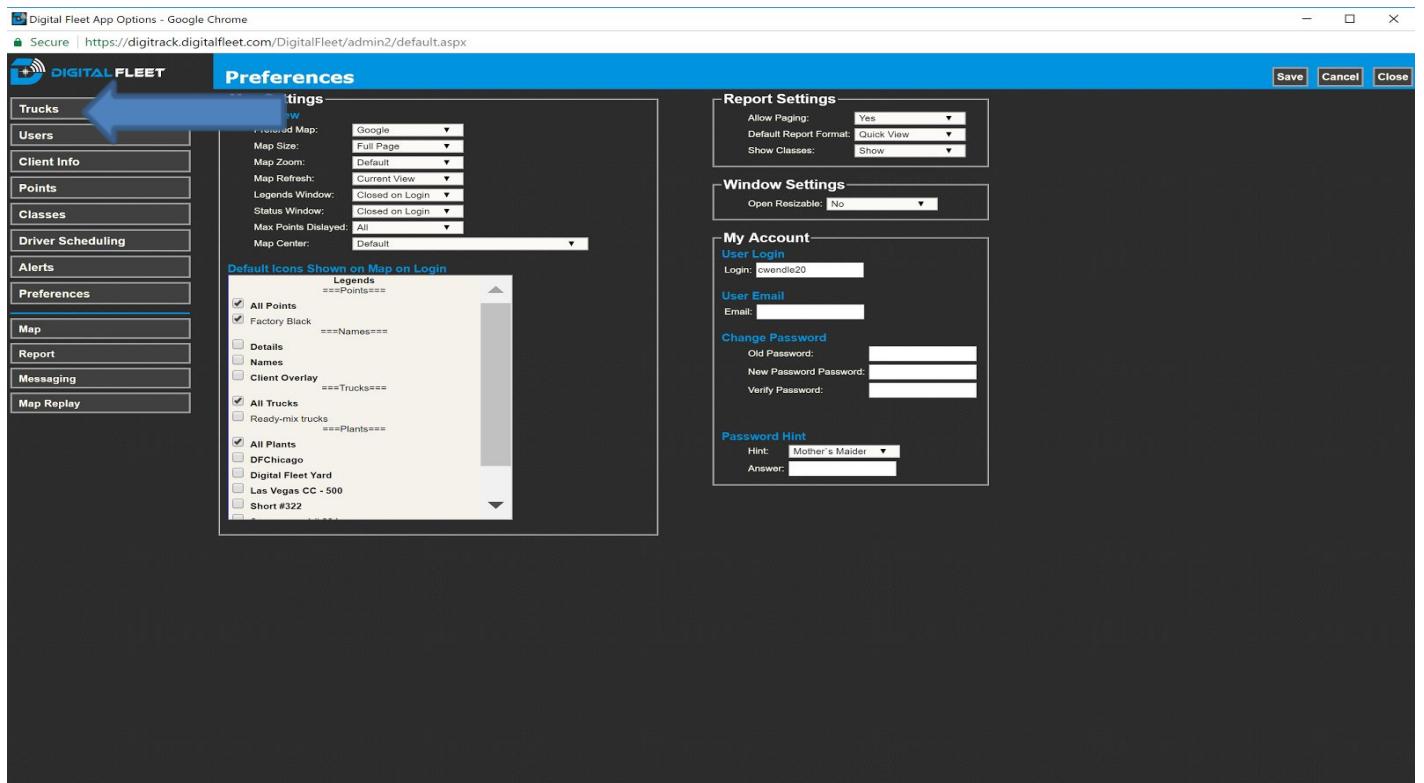 Digital Fleet App Options - Google Chrome
Secure | https://digitrack.digitalfleet.com/DigitalFleet/admin2/default.aspx
DIGITAL FLEET
Preferences
Save Cancel Close
Trucks
Users
Client Info
Points
Classes
Driver Scheduling
Alerts
Preferences
Map
Report
Messaging
Map Replay
Map: Google
Map Size: Full Page
Map Zoom: Default
Map Refresh: Current View
Legends Window: Closed on Login
Status Window: Closed on Login
Max Points Dislayed: All
Map Center: Default
Default Icons Shown on Map on Login
Legends
===Points===
All Points
Factory Black
===Names===
Details
Names
Client Overlay
===Trucks===
All Trucks
Ready-mix trucks
===Plants===
All Plants
DFChicago
Digital Fleet Yard
Las Vegas CC - 500
Short #322
Report Settings
Allow Paging: Yes
Default Report Format: Quick View
Show Classes: Show
Window Settings
Open Resizable: No
My Account
User Login
Login: cwendle20
User Email
Email:
Change Password
Old Password:
New Password Password:
Verify Password:
Password Hint
Hint: Mother`s Maider
Answer: